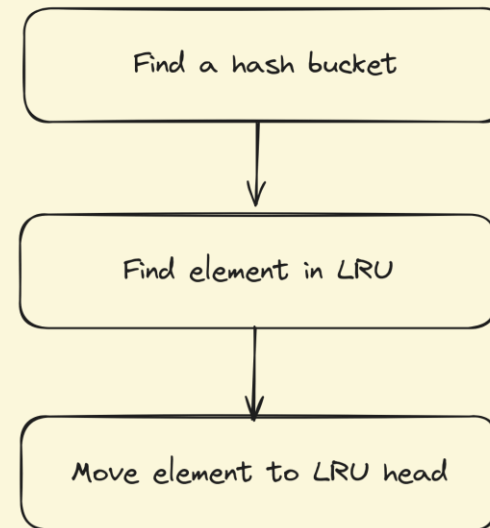 Find a hash bucket
Find element in LRU
Move element to LRU head